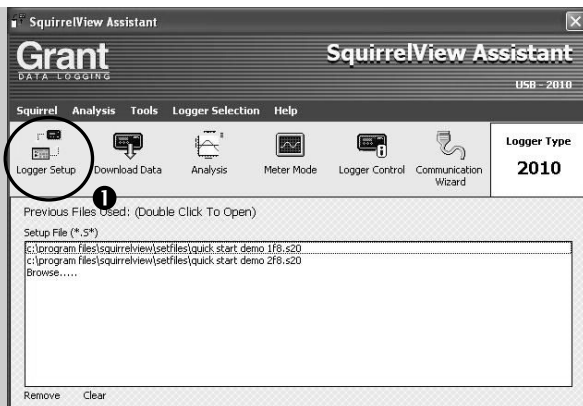 SquirrelView Assistant
Grant
DATA LOGGING
SquirrelView Assistant
USB - 2010
Squirrel Analysis Tools Logger Selection Help
Logger Setup
Download Data
Analysis
Meter Mode
Logger Control
Communication
Wizard
Logger Type
2010
1
Previous Files Used: (Double Click To Open)
Setup File (*.S*)
c:\program files\squirrelview\setfiles\quick start demo 1f8.s20
c:\program files\squirrelview\setfiles\quick start demo 2f8.s20
Browse.....
Remove Clear